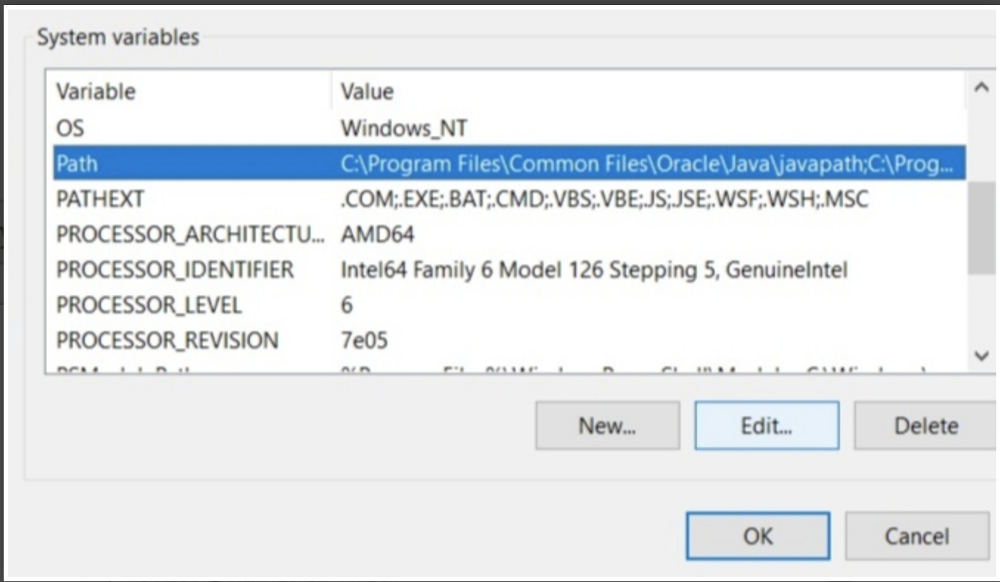 System variables
Variable Value
OS Windows_NT
Path C:\Program Files\Common Files\Oracle\Java\javapath;C:\Prog...
PATHEXT .COM;.EXE;.BAT;.CMD;.VBS;.VBE;.JS;.JSE;.WSF;.WSH;.MSC
PROCESSOR_ARCHITECTU... AMD64
PROCESSOR_IDENTIFIER Intel64 Family 6 Model 126 Stepping 5, GenuineIntel
PROCESSOR_LEVEL 6
PROCESSOR_REVISION 7e05
New... Edit... Delete
OK Cancel